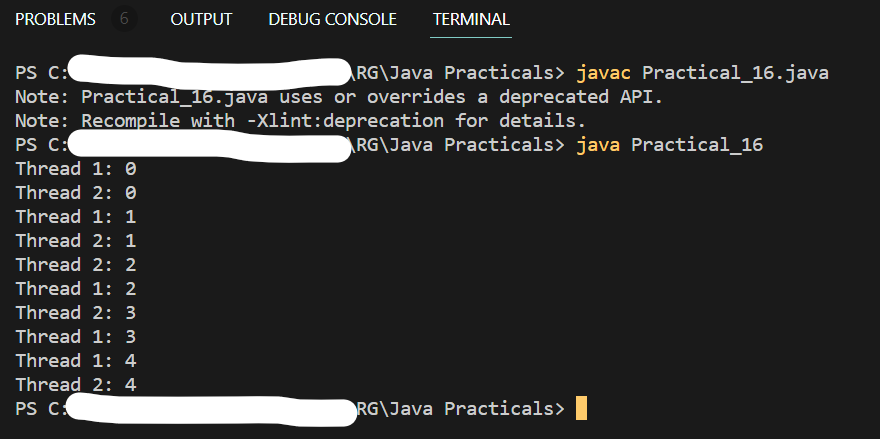 PROBLEMS 6 OUTPUT DEBUG CONSOLE TERMINAL
PS C:\RG\Java Practicals> javac Practical_16.java
Note: Practical_16.java uses or overrides a deprecated API.
Note: Recompile with -Xlint:deprecation for details.
PS C:\RG\Java Practicals> java Practical_16
Thread 1: 0
Thread 2: 0
Thread 1: 1
Thread 2: 1
Thread 2: 2
Thread 1: 2
Thread 2: 3
Thread 1: 3
Thread 1: 4
Thread 2: 4
PS C:RG\Java Practicals>